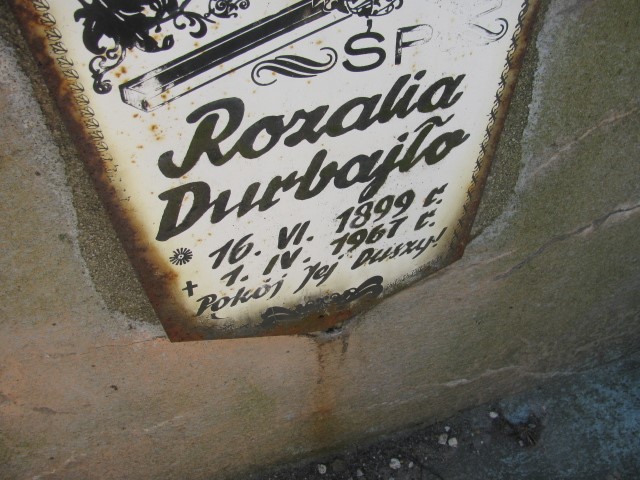 ŚP
Rozalia
Durbajło
* 16. VI. 1899 r.
+ 1. IV. 1967 r.
Pokój Jej Duszy!